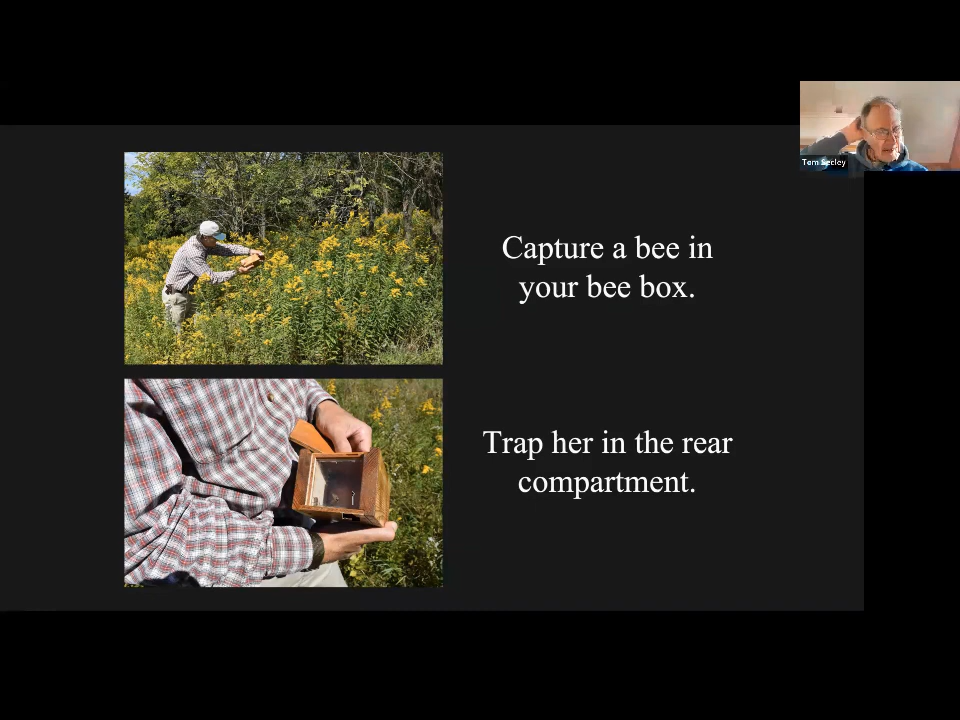 Tom Seeley
Capture a bee in
your bee box.
Trap her in the rear
compartment.